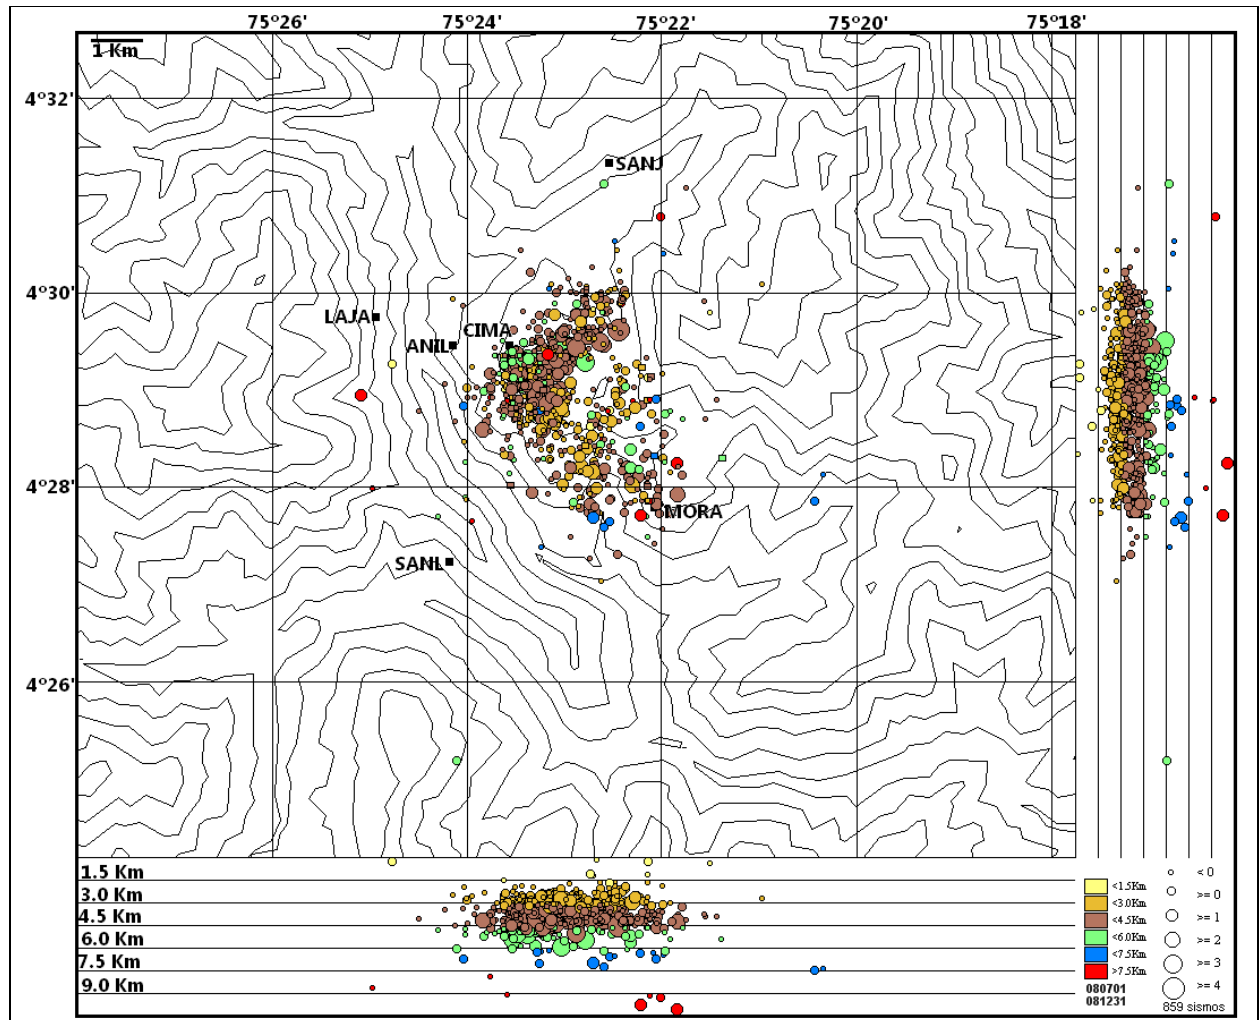 75°26' 75°24' 75°22' 75°20' 75°18'
1 Km
4°32'
SANJ
4°30'
LAJA
CIMA
ANIL
4°28'
MORA
SANL
4°26'
1.5 Km
3.0 Km
4.5 Km
6.0 Km
7.5 Km
9.0 Km
<1.5Km
<3.0Km
<4.5Km
<6.0Km
<7.5Km
>7.5Km
080701
081231
< 0
>= 0
>= 1
>= 2
>= 3
>= 4
859 sismos